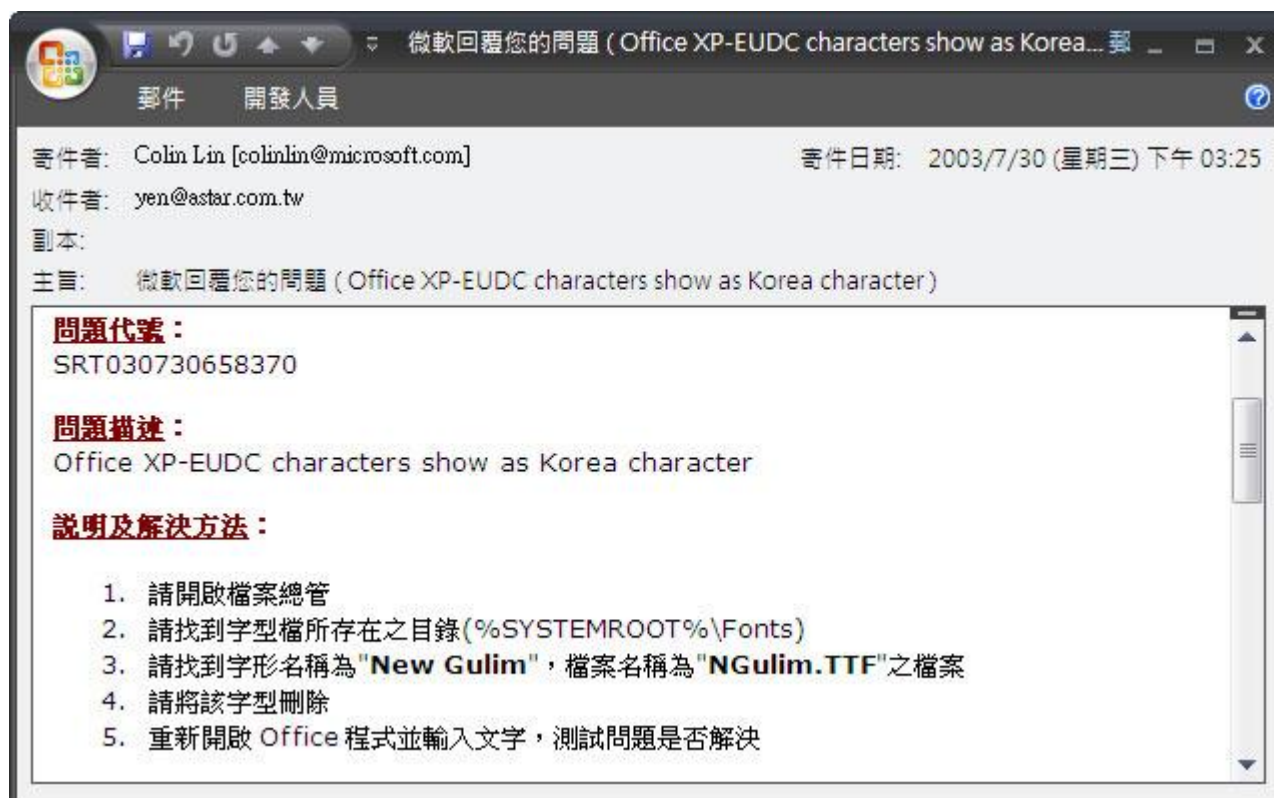 微軟回覆您的問題 ( Office XP-EUDC characters show as Korea... 郵
郵件 開發人員
寄件者: Colin Lin [colinlin@microsoft.com] 寄件日期: 2003/7/30 (星期三) 下午 03:25
收件者: yen@astar.com.tw
副本:
主旨: 微軟回覆您的問題 ( Office XP-EUDC characters show as Korea character )
問題代號：
SRT030730658370
問題描述：
Office XP-EUDC characters show as Korea character
說明及解決方法：
1. 請開啟檔案總管
2. 請找到字型檔所存在之目錄(%SYSTEMROOT%\Fonts)
3. 請找到字形名稱為"New Gulim"，檔案名稱為"NGulim.TTF"之檔案
4. 請將該字型刪除
5. 重新開啟 Office 程式並輸入文字，測試問題是否解決